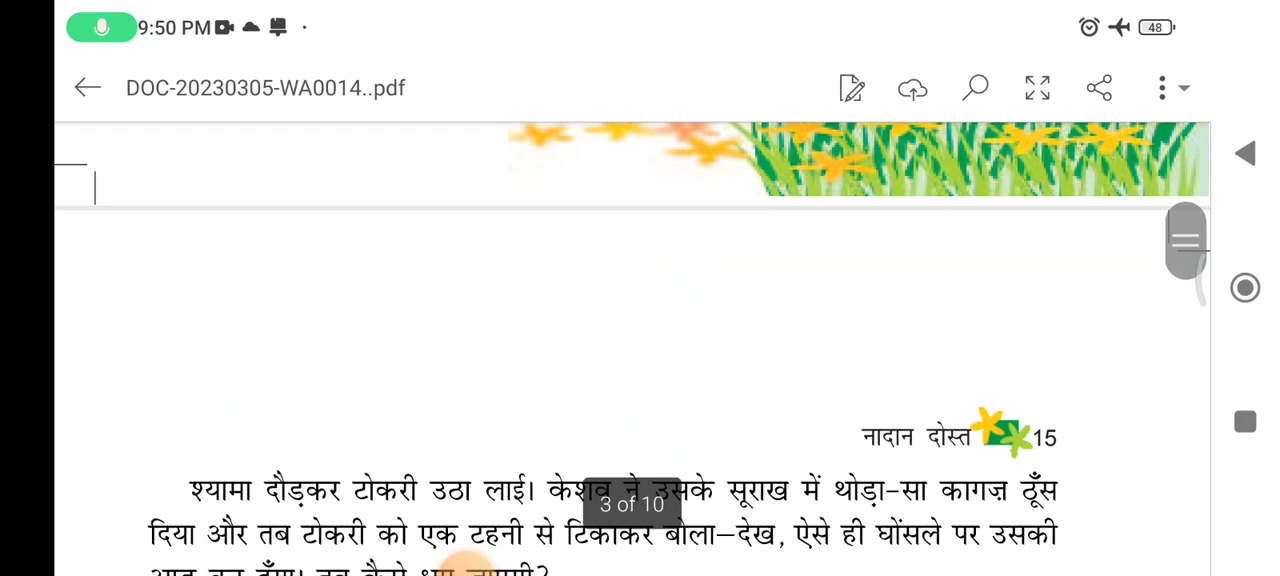 9:50 PM
48
DOC-20230305-WA0014..pdf
नादान दोस्त 15
श्यामा दौड़कर टोकरी उठा लाई। केशव ने उसके सूराख में थोड़ा-सा कागज़ ठूँस
3 of 10
दिया और तब टोकरी को एक टहनी से टिकाकर बोला—देख, ऐसे ही घोंसले पर उसकी